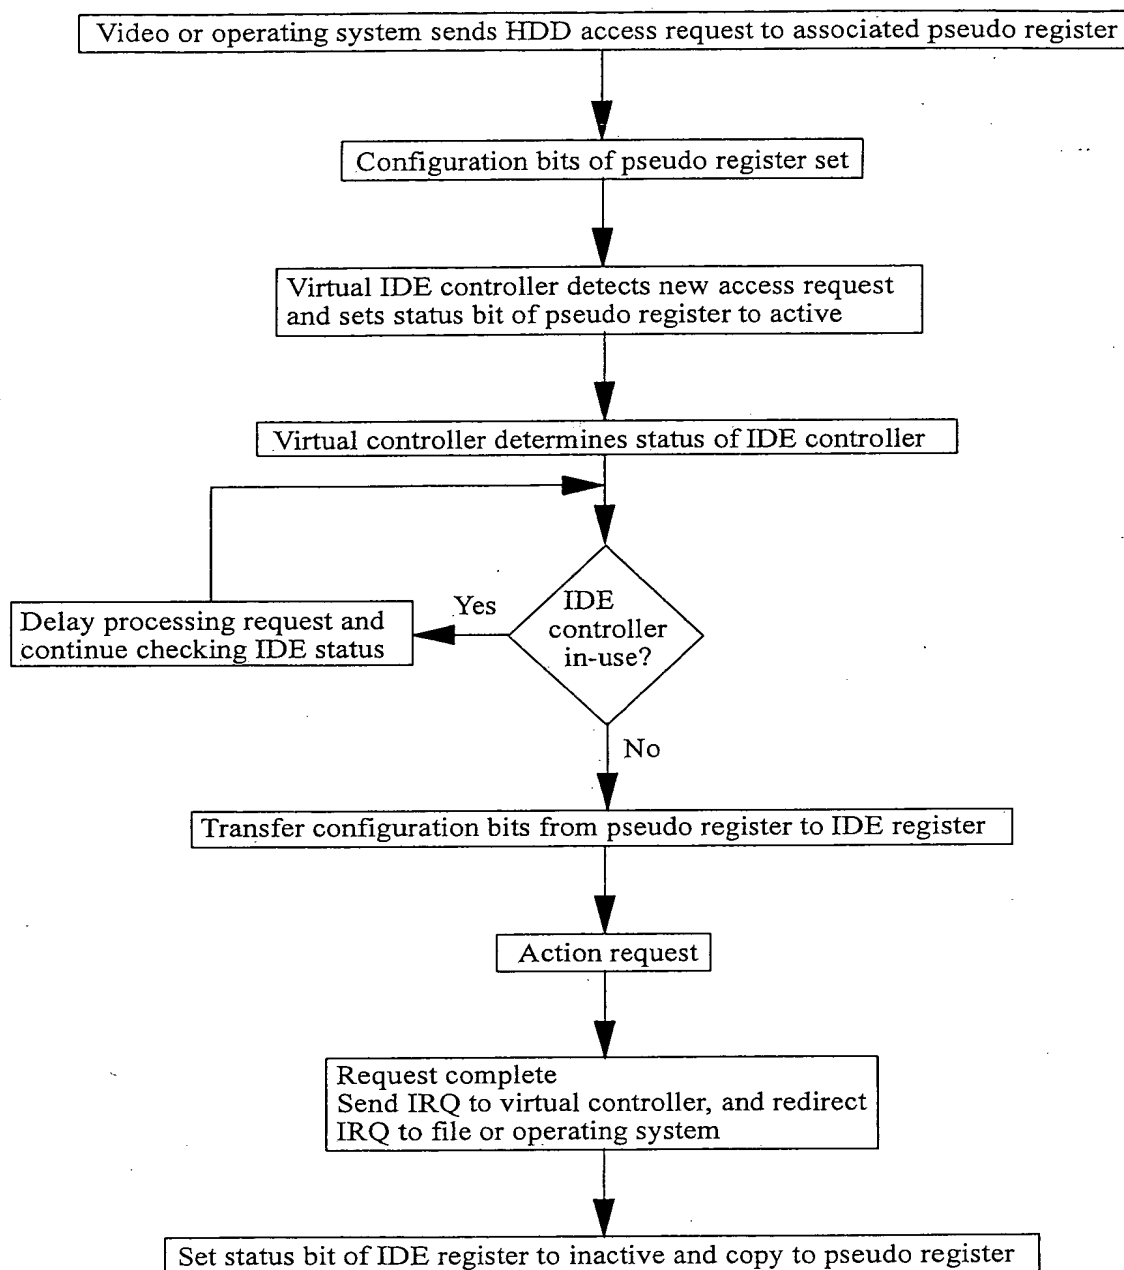 Video or operating system sends HDD access request to associated pseudo register
Configuration bits of pseudo register set
Virtual IDE controller detects new access request
and sets status bit of pseudo register to active
Virtual controller determines status of IDE controller
Yes
IDE
controller
in-use?
Delay processing request and
continue checking IDE status
No
Transfer configuration bits from pseudo register to IDE register
Action request
Request complete
Send IRQ to virtual controller, and redirect
IRQ to file or operating system
Set status bit of IDE register to inactive and copy to pseudo register